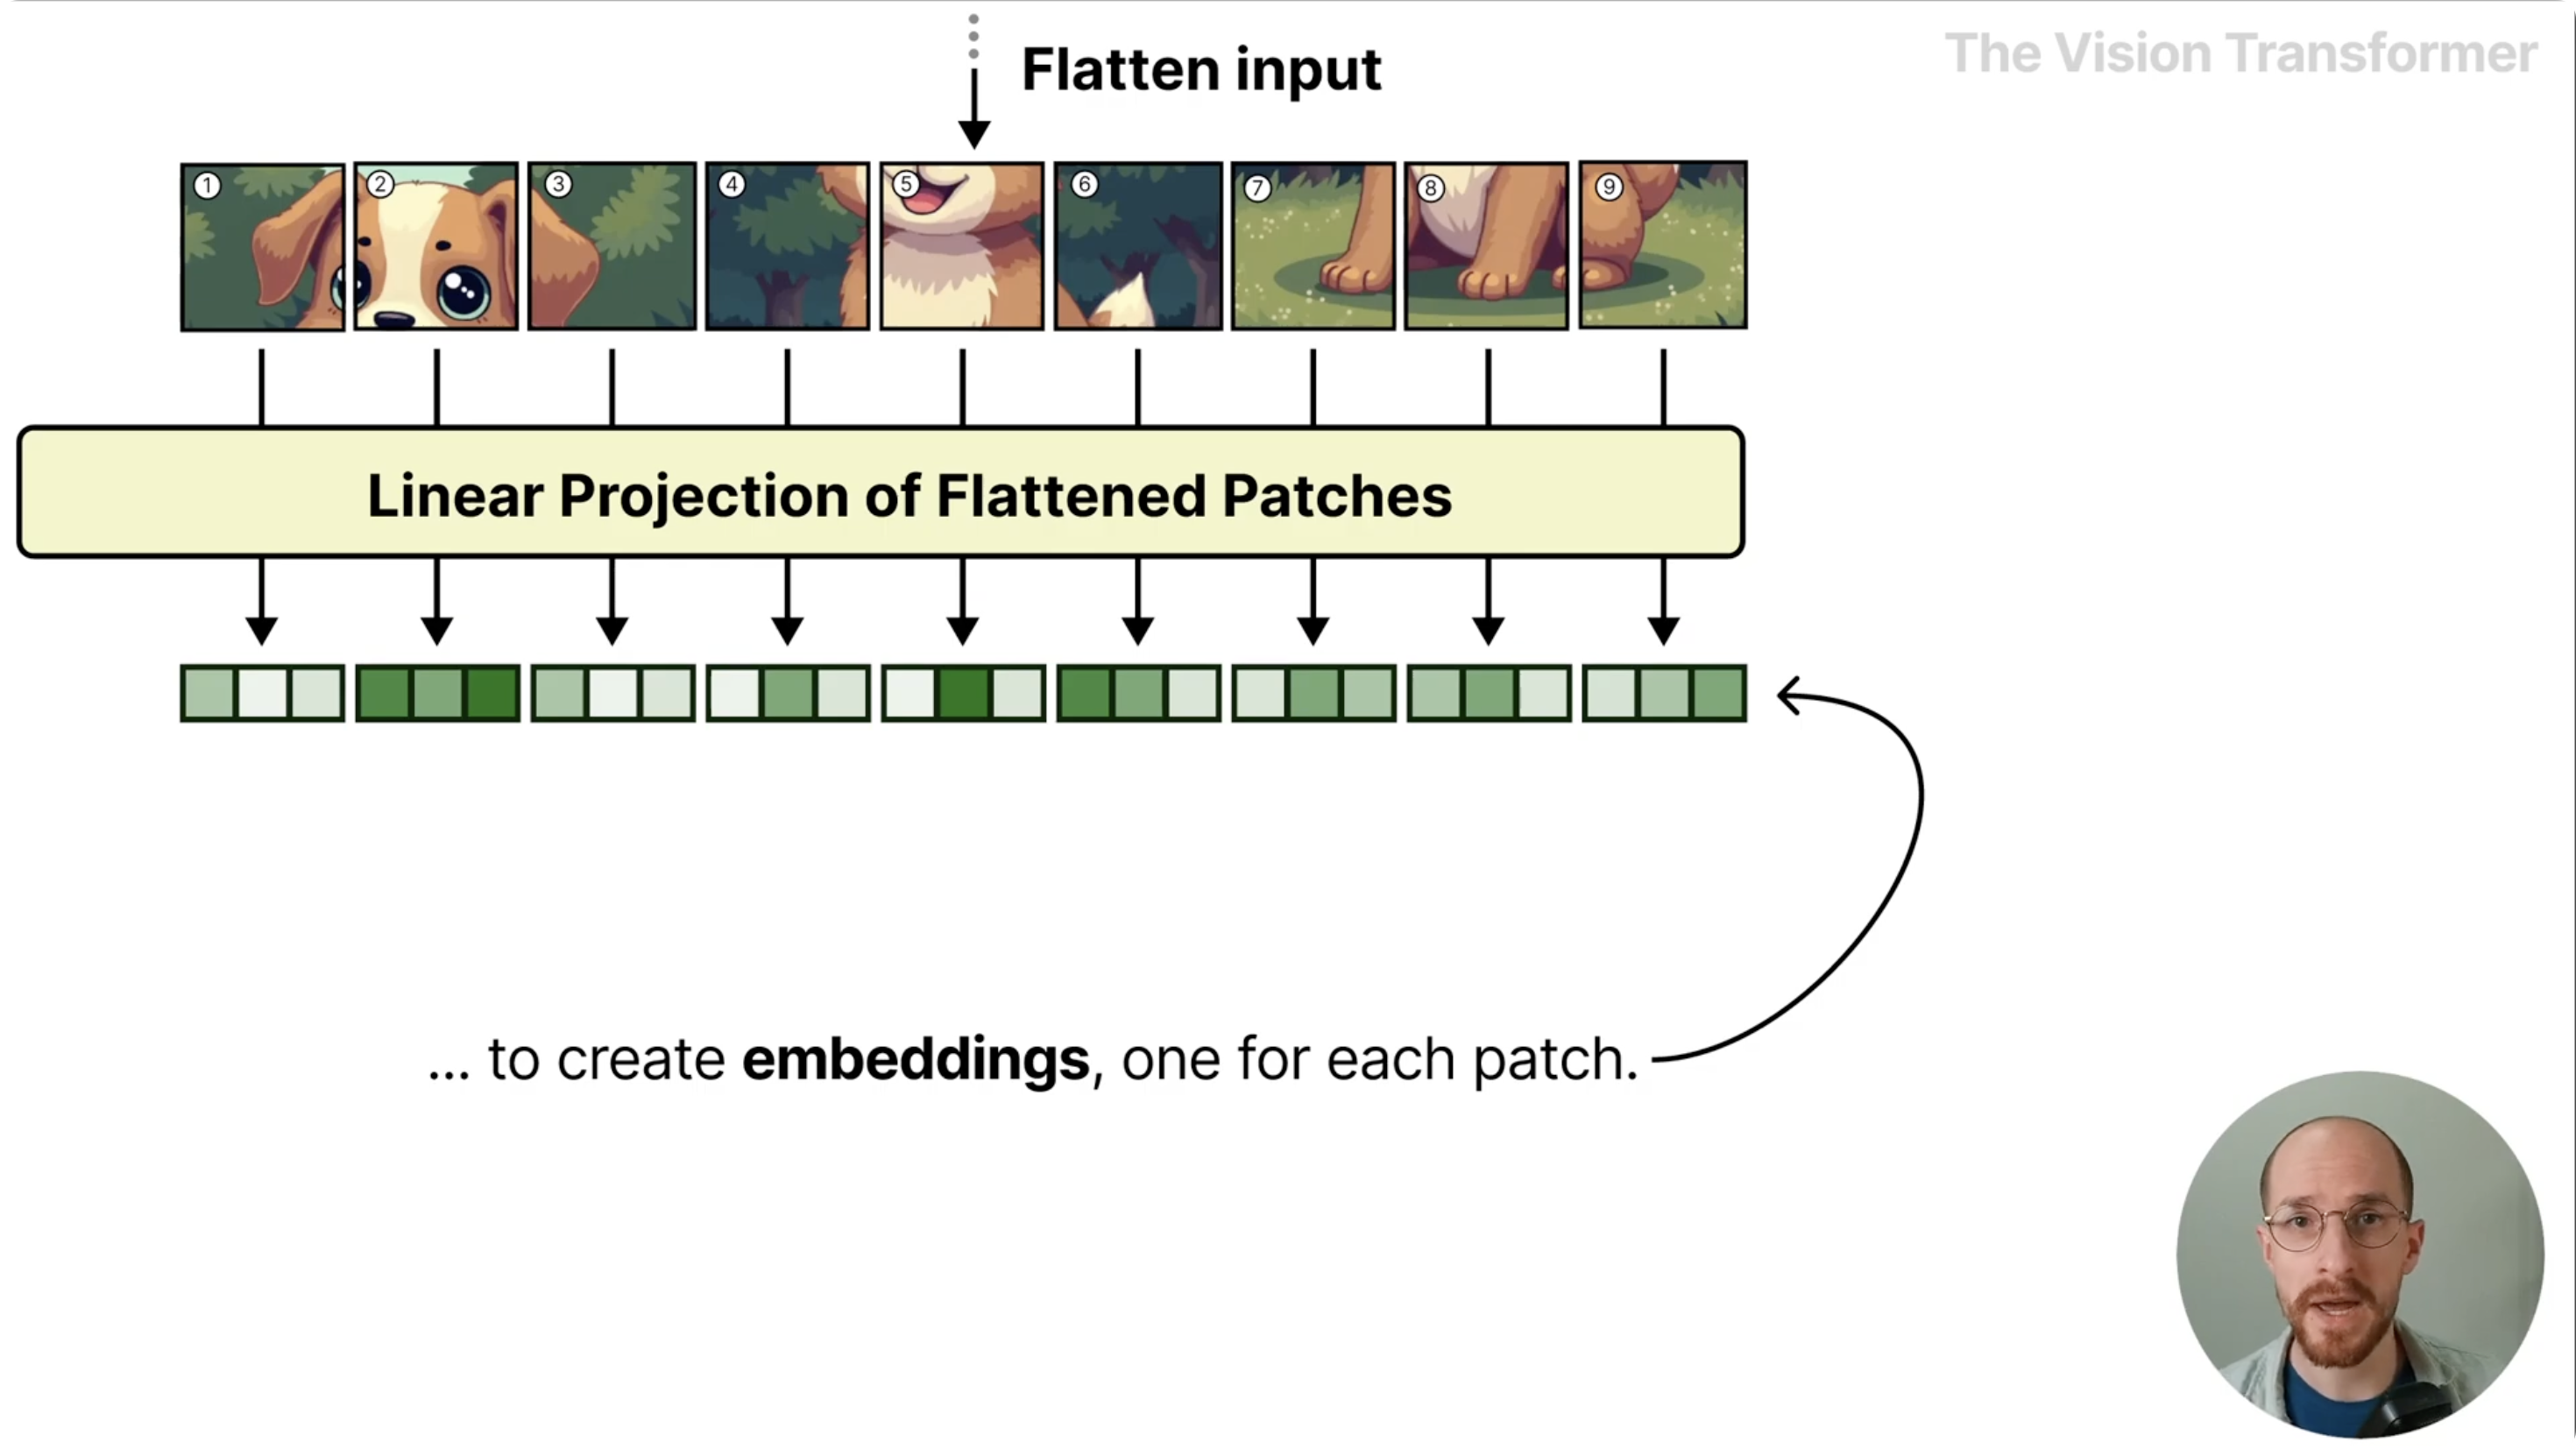 The Vision Transformer
Flatten input
1 2 3 4 5 6 7 8 9
Linear Projection of Flattened Patches
... to create embeddings, one for each patch.